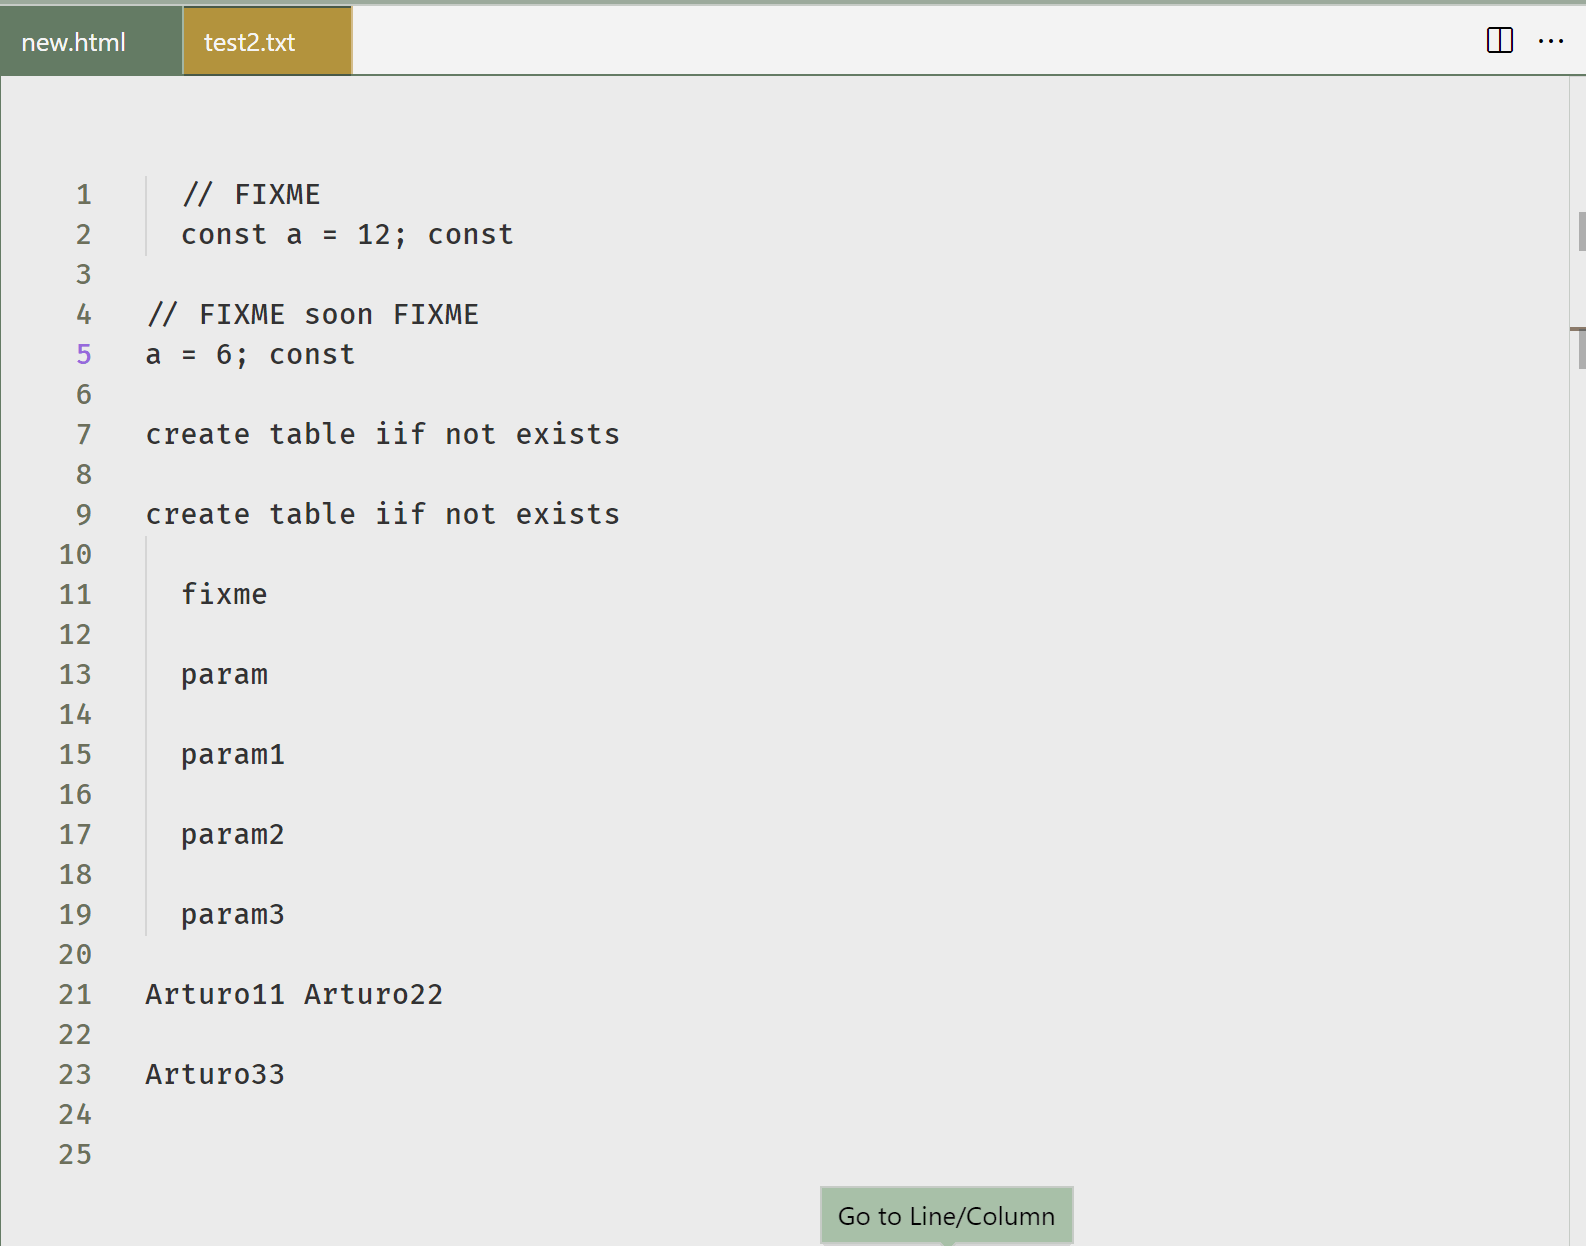 new.html test2.txt
1 // FIXME
2 const a = 12; const
3
4 // FIXME soon FIXME
5 a = 6; const
6
7 create table iif not exists
8
9 create table iif not exists
10
11 fixme
12
13 param
14
15 param1
16
17 param2
18
19 param3
20
21 Arturo11 Arturo22
22
23 Arturo33
24
25
Go to Line/Column